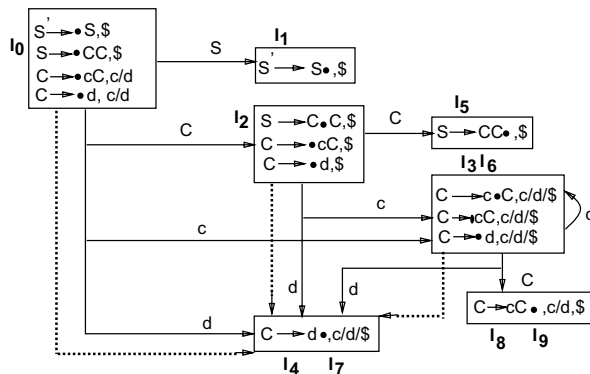 I0
S' → • S,$
S → • CC,$
C → • cC,c/d
C → • d, c/d
S
I1
S' → S• ,$
C
I2
S → C • C,$
C → • cC,$
C → • d,$
C
I5
S → CC• ,$
I3 I6
C → c • C,c/d/$
C → • cC,c/d/$
C → • d,c/d/$
c
c
c
C
C → cC • ,c/d,$
I8 I9
d
d
d
C → d • ,c/d/$
I4 I7